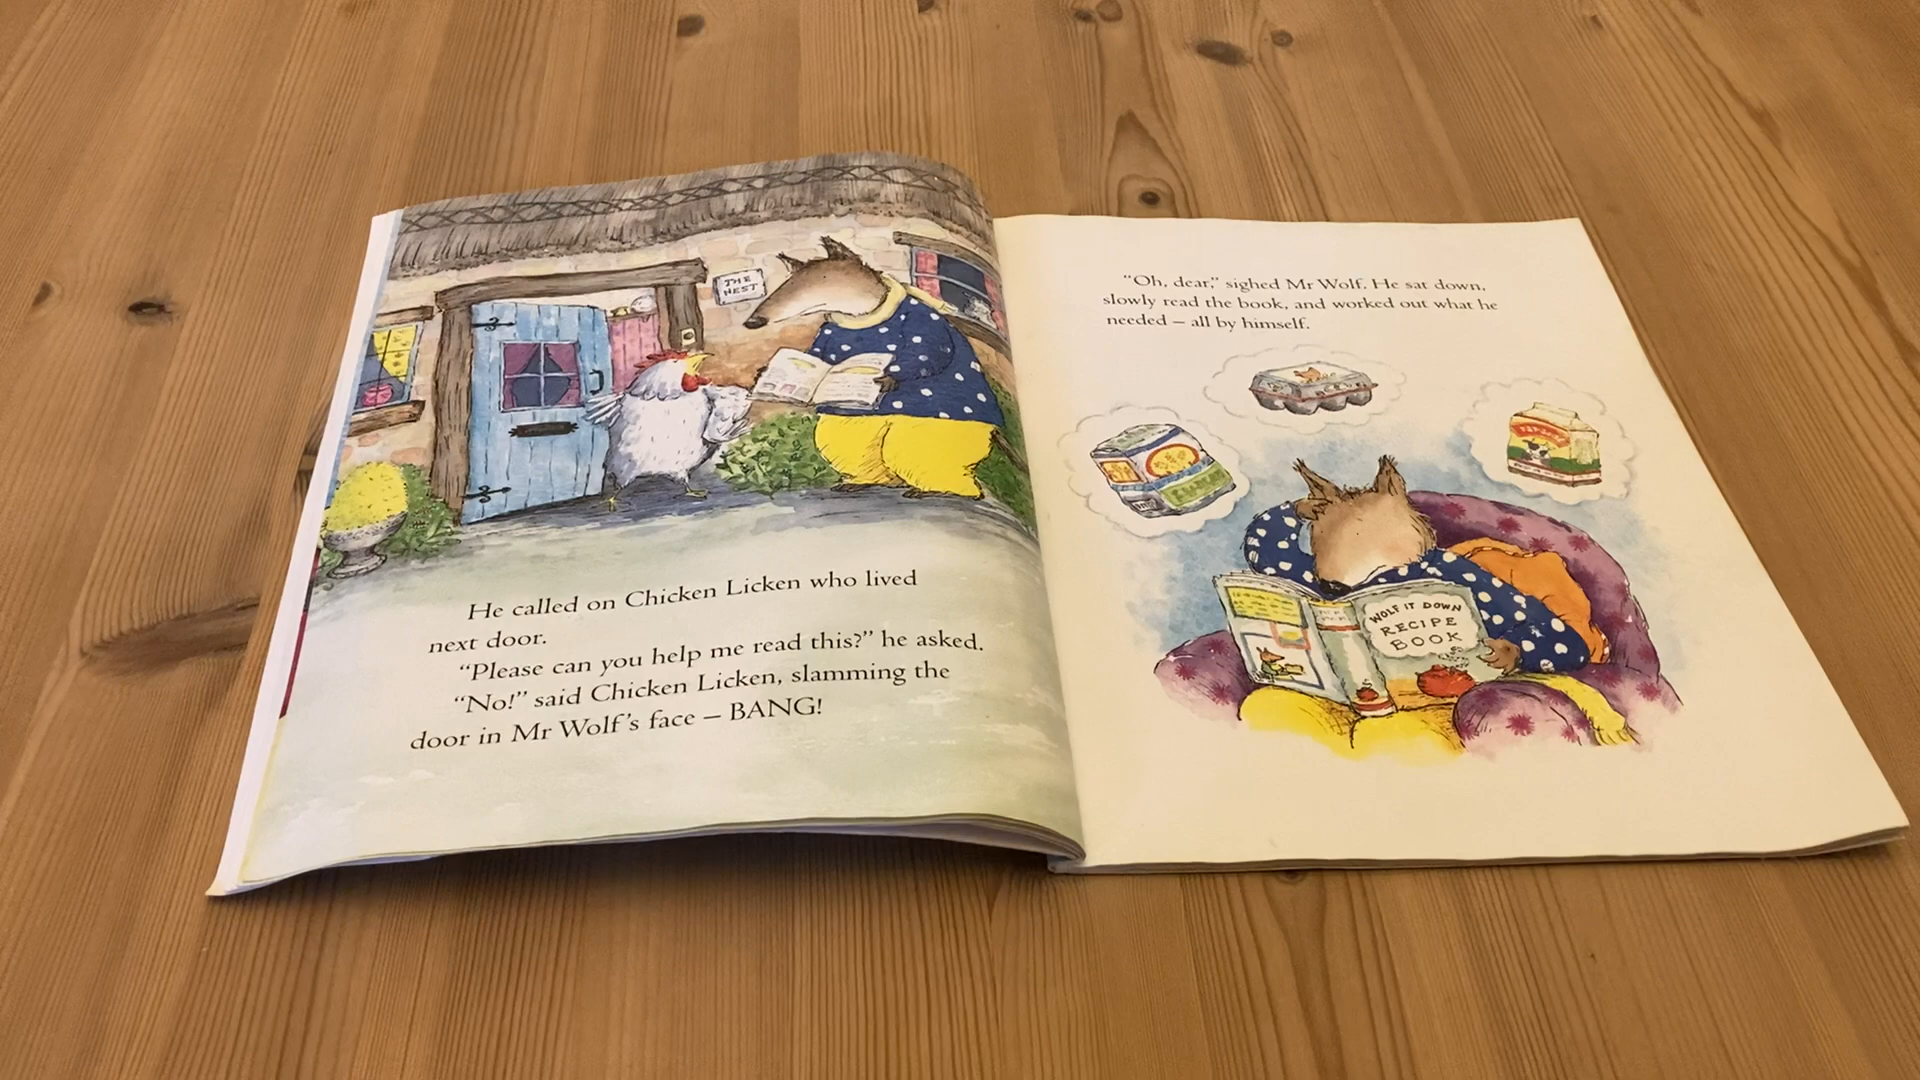 THE
NEST
He called on Chicken Licken who lived
next door.
“Please can you help me read this?” he asked.
“No!” said Chicken Licken, slamming the
door in Mr Wolf’s face – BANG!
“Oh, dear,” sighed Mr Wolf. He sat down,
slowly read the book, and worked out what he
needed – all by himself.
WOLF IT DOWN
RECIPE
BOOK